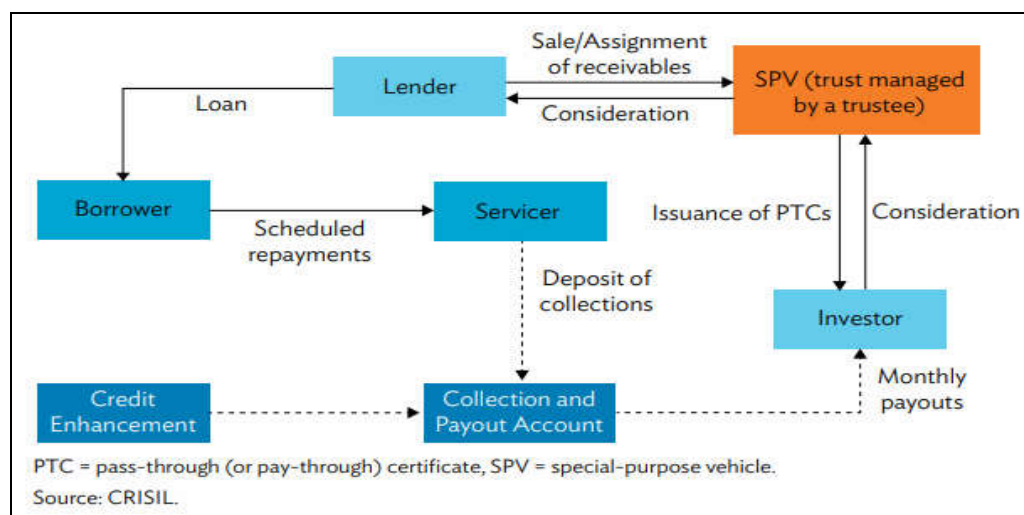 Sale/Assignment
of receivables
Lender
SPV (trust managed
by a trustee)
Loan
Consideration
Borrower
Servicer
Issuance of PTCs
Consideration
Scheduled
repayments
Deposit of
collections
Investor
Credit
Enhancement
Collection and
Payout Account
Monthly
payouts
PTC = pass-through (or pay-through) certificate, SPV = special-purpose vehicle.
Source: CRISIL.